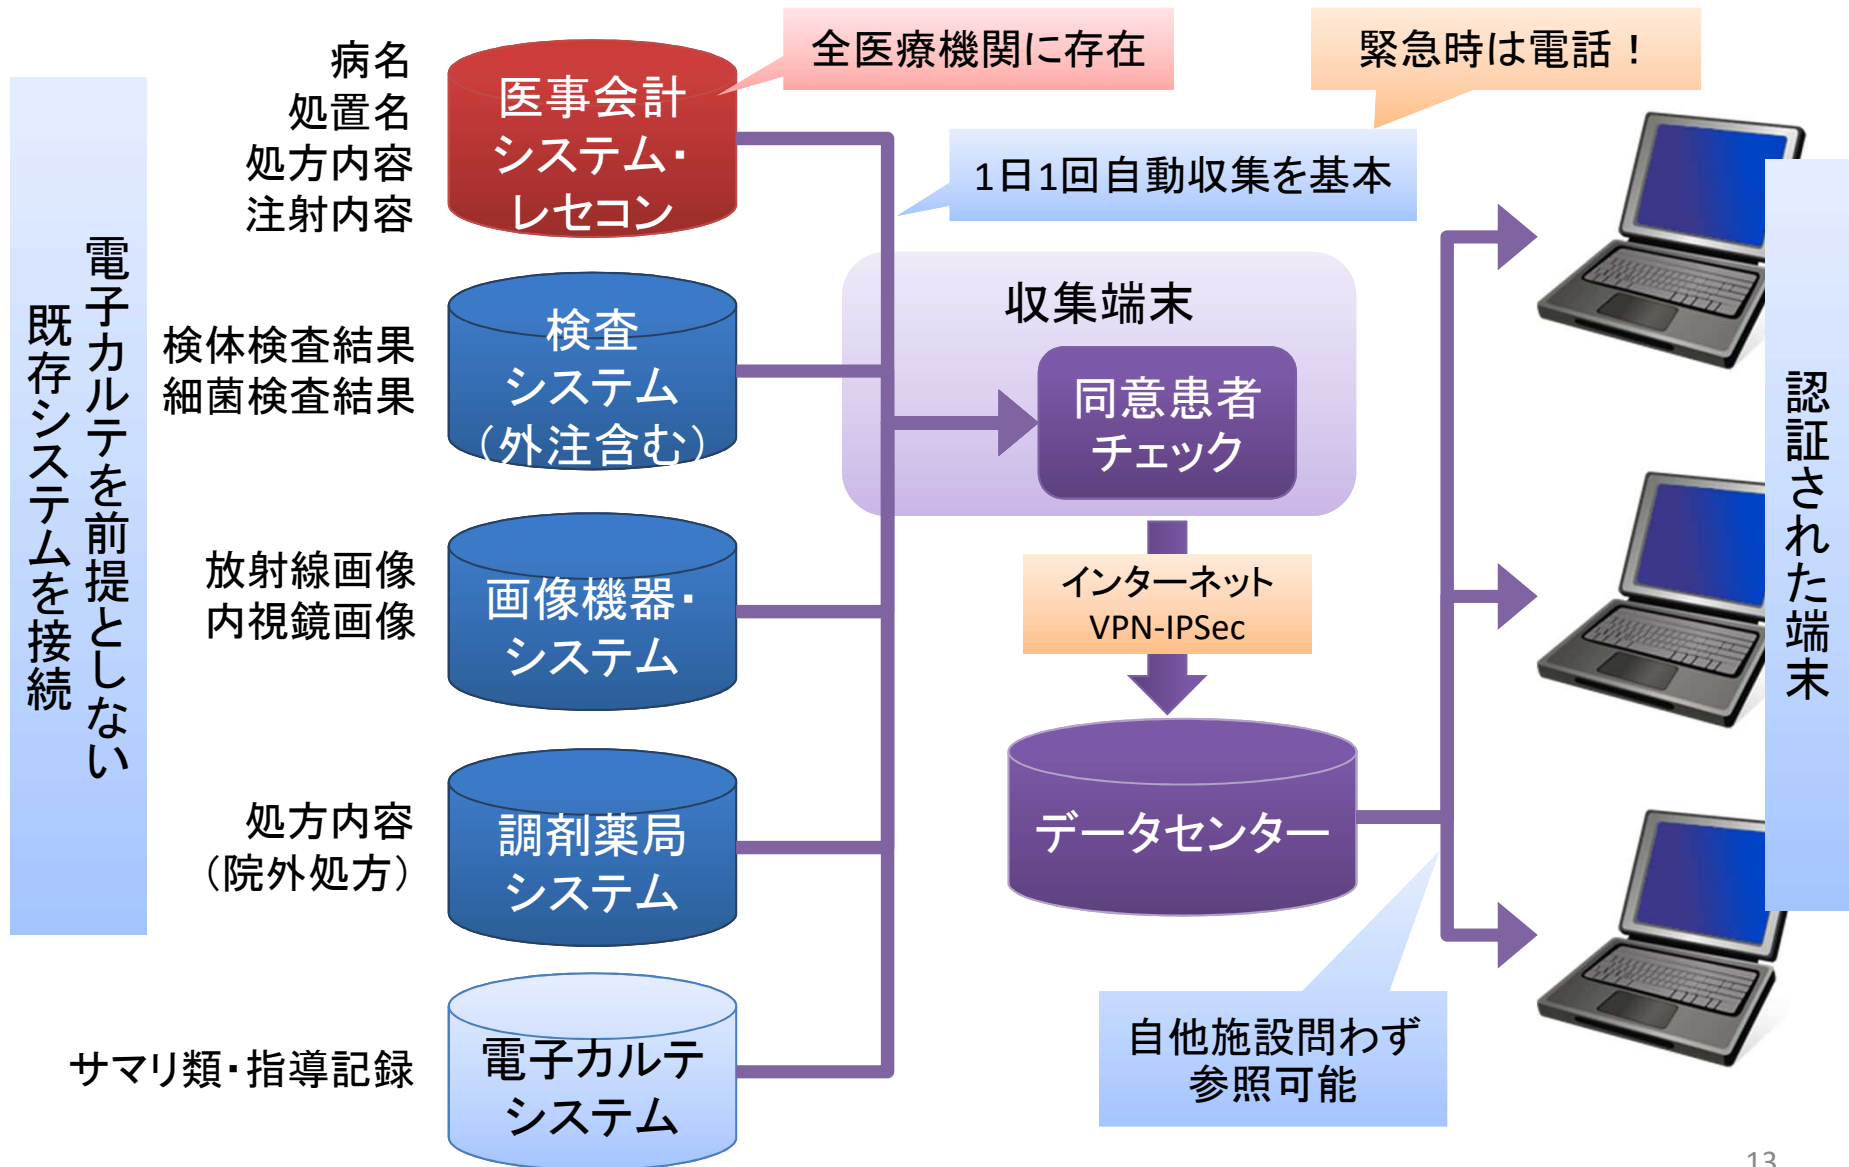 電子カルテを前提としない
既存システムを接続
病名
処置名
処方内容
注射内容
医事会計
システム・
レセコン
全医療機関に存在
緊急時は電話！
1日1回自動収集を基本
検体検査結果
細菌検査結果
検査
システム
（外注含む）
収集端末
同意患者
チェック
放射線画像
内視鏡画像
画像機器・
システム
インターネット
VPN-IPSec
処方内容
（院外処方）
調剤薬局
システム
データセンター
認証された端末
サマリ類・指導記録
電子カルテ
システム
自他施設問わず
参照可能
13